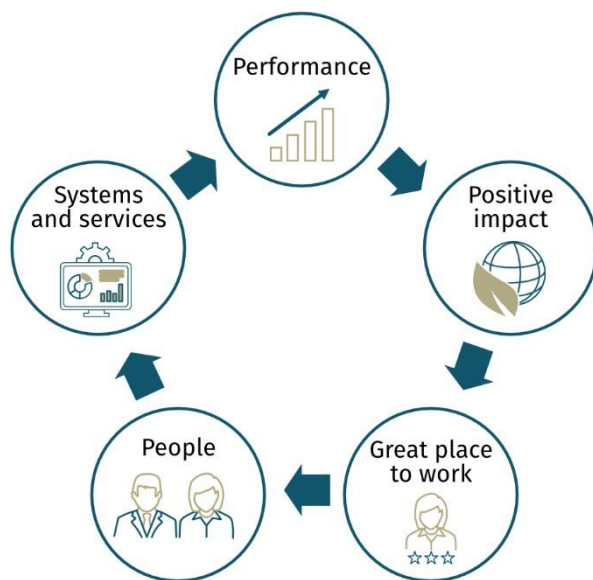 Performance
Positive
impact
Great place
to work
People
Systems
and services